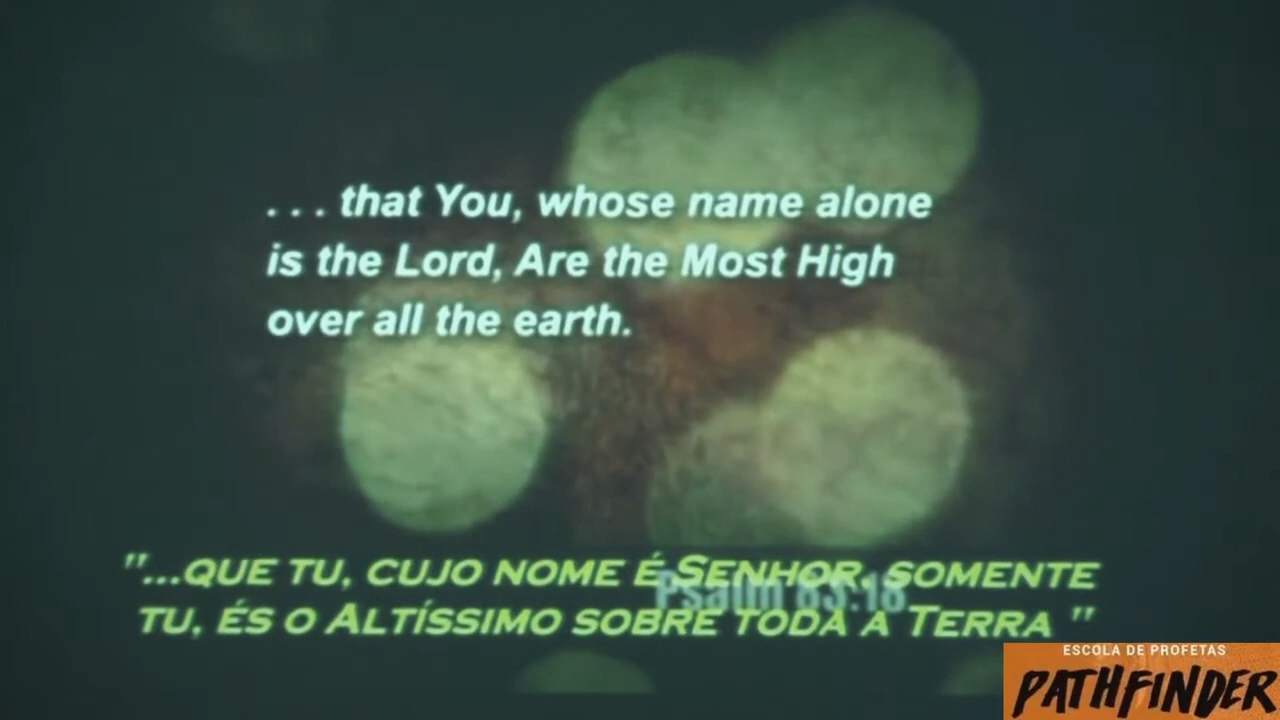 . . . that You, whose name alone
is the Lord, Are the Most High
over all the earth.
"...QUE TU, CUJO NOME É SENHOR, SOMENTE
Psalm 83:18
TU, ÉS O ALTÍSSIMO SOBRE TODA A TERRA "
ESCOLA DE PROFETAS
PATHFINDER